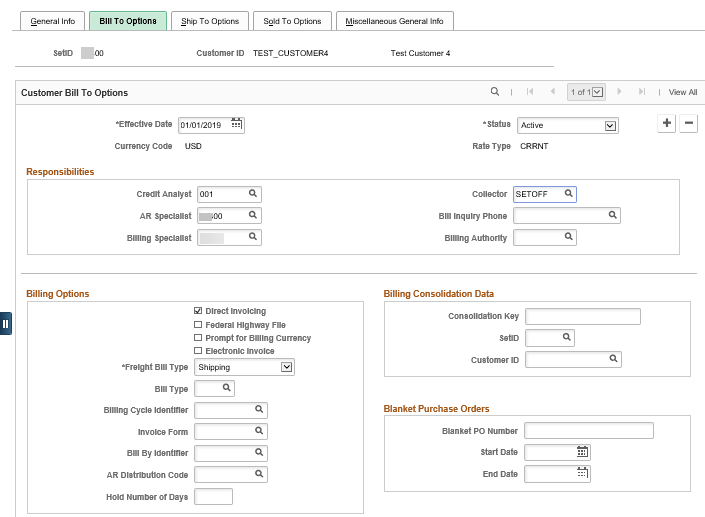 General Info  Bill To Options  Ship To Options  Sold To Options  Miscellaneous General Info
SetID  00  Customer ID  TEST_CUSTOMER4  Test Customer 4
Customer Bill To Options  1 of 1  View All
*Effective Date  01/01/2019  *Status  Active
Currency Code  USD  Rate Type  CRRNT
Responsibilities
Credit Analyst  001  Collector  SETOFF
AR Specialist  00  Bill Inquiry Phone
Billing Specialist  Billing Authority
Billing Options  Billing Consolidation Data
Direct Invoicing
Federal Highway File
Prompt for Billing Currency
Electronic Invoice
*Freight Bill Type  Shipping
Bill Type
Billing Cycle Identifier
Invoice Form
Bill By Identifier
AR Distribution Code
Hold Number of Days
Consolidation Key
SetID
Customer ID
Blanket Purchase Orders
Blanket PO Number
Start Date
End Date